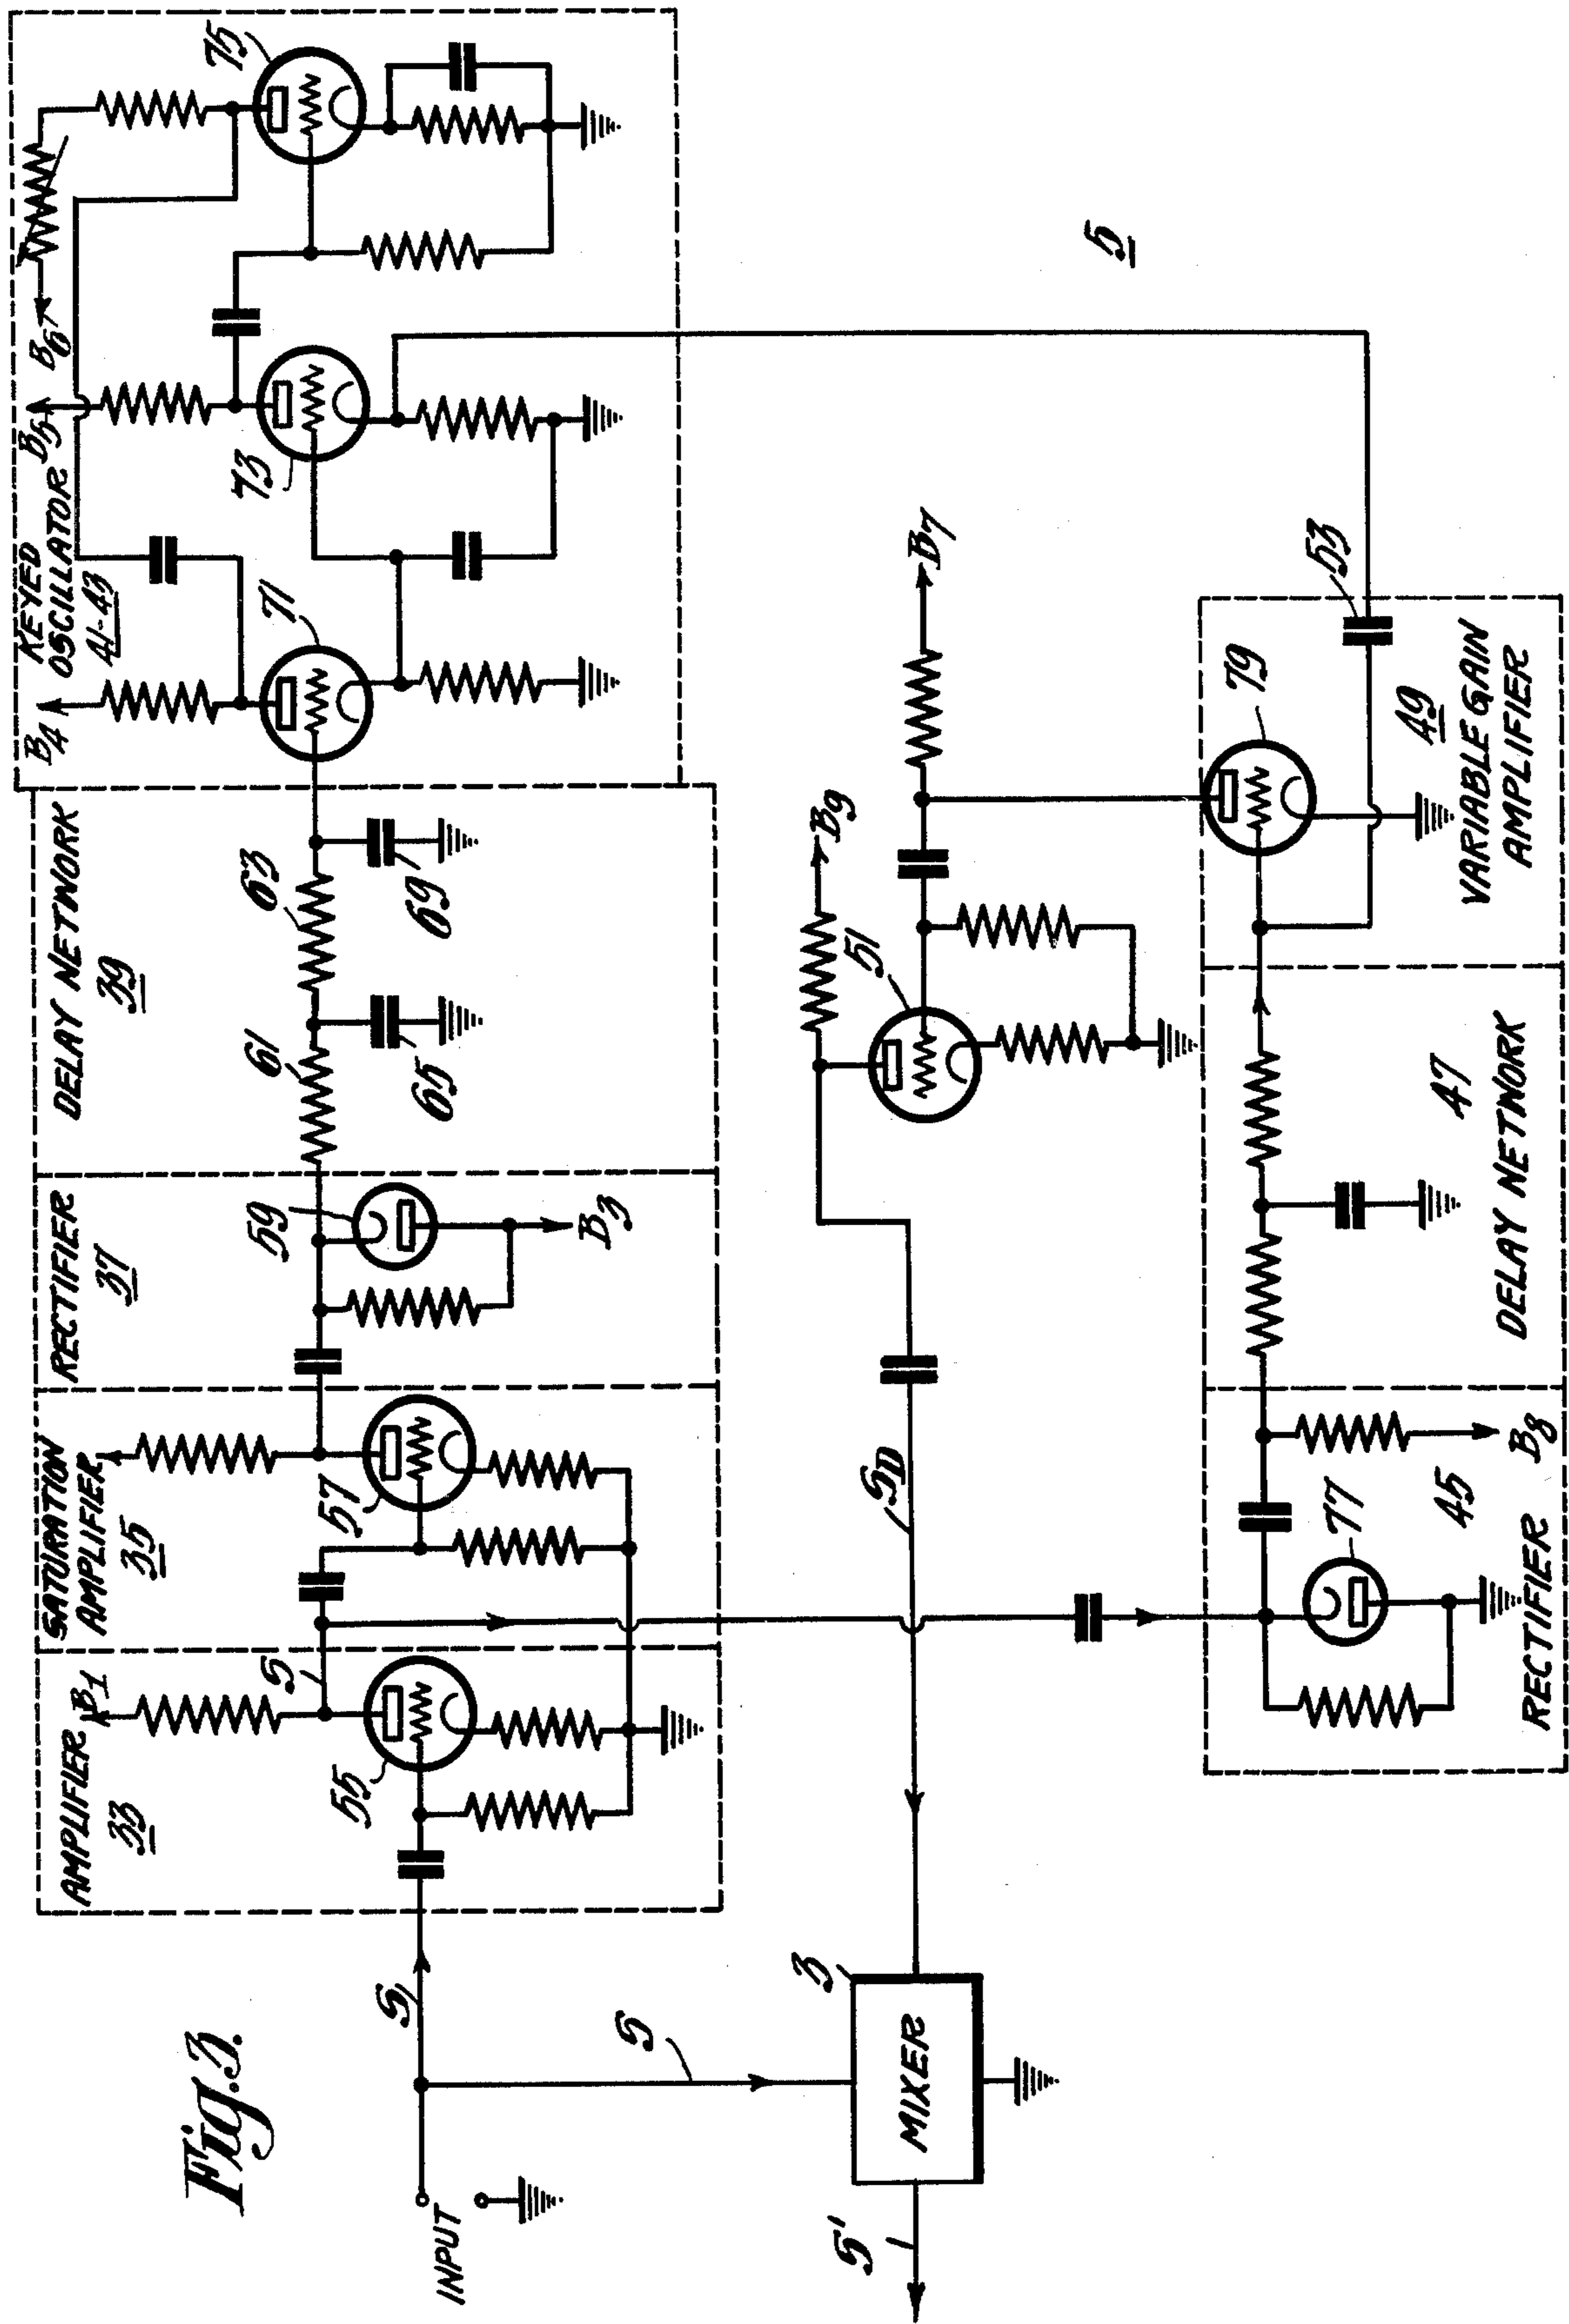 Fig. 3.
INPUT
S
S
MIXER
3
S'
AMPLIFIER
33
B1
55
S
SATURATION
AMPLIFIER
35
57
RECTIFIER
37
59
B3
DELAY NETWORK
39
61
63
65
69
KEYED
OSCILLATOR
41-43
B4
B5
B6
71
73
75
5
SD
51
B9
B7
RECTIFIER
45
77
B8
DELAY NETWORK
47
VARIABLE GAIN
AMPLIFIER
49
79
53